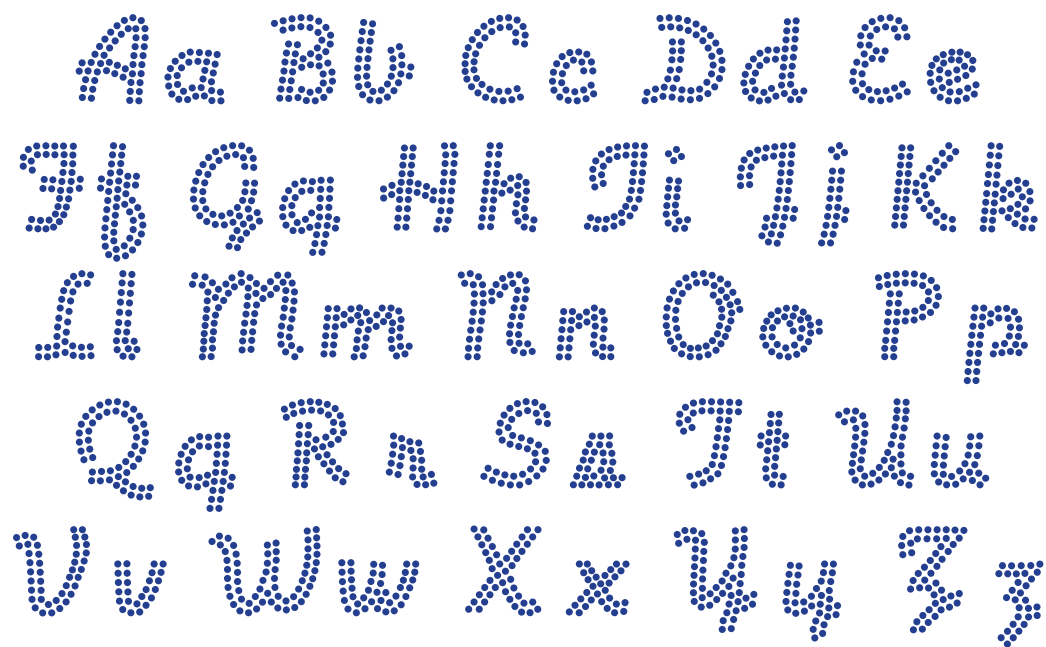 Aa Bb Cc Dd Ee
Ff Gg Hh Ii Jj Kk
Ll Mm Nn Oo Pp
Qq Rr Ss Tt Uu
Vv Ww Xx Yy Zz